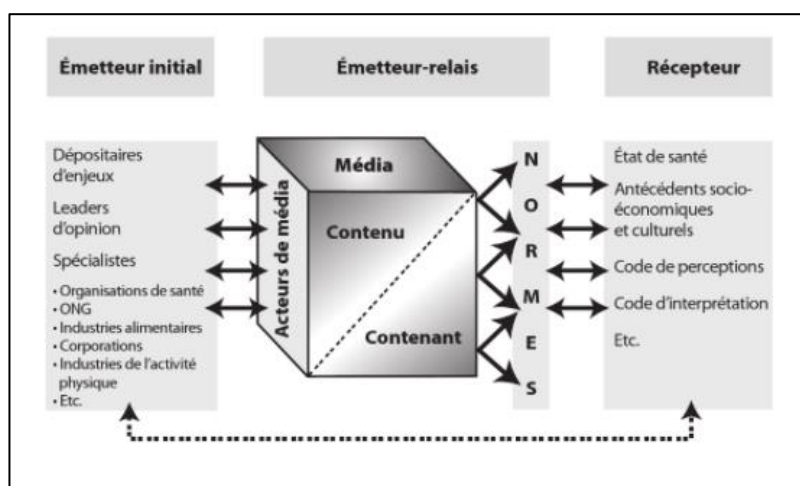 Émetteur initial
Émetteur-relais
Récepteur
Dépositaires
d'enjeux
Leaders
d'opinion
Spécialistes
• Organisations de santé
• ONG
• Industries alimentaires
• Corporations
• Industries de l'activité
physique
• Etc.
Acteurs de média
Média
Contenu
Contenant
N
O
R
M
E
S
État de santé
Antécédents socio-
économiques
et culturels
Code de perceptions
Code d'interprétation
Etc.